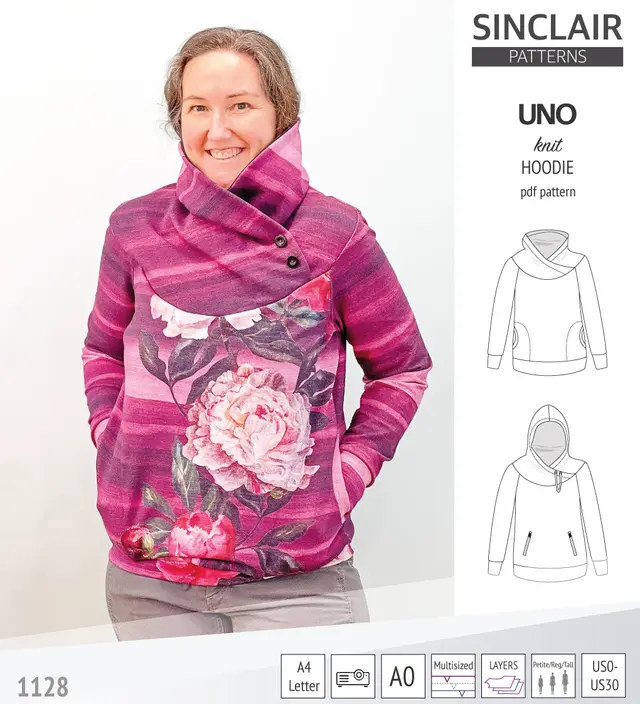 SINCLAIR
PATTERNS
UNO
knit
HOODIE
pdf pattern
A4
Letter
A0
Multisized
LAYERS
Petite/Reg/Tall
US0-
US30
1128